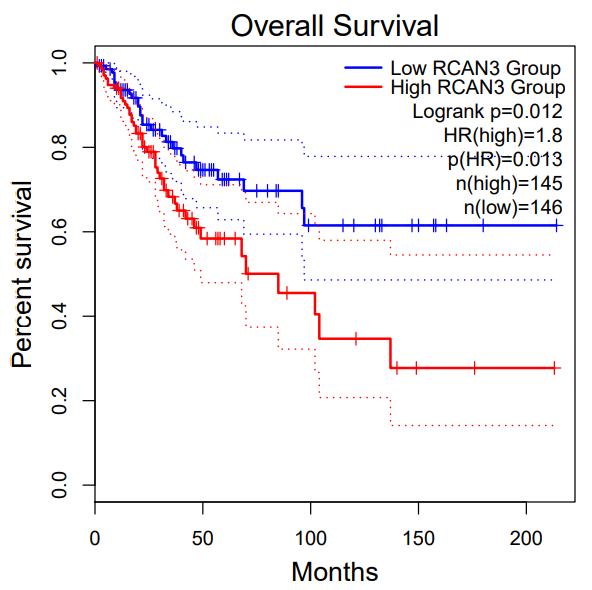 Overall Survival
Low RCAN3 Group
High RCAN3 Group
Logrank p=0.012
HR(high)=1.8
p(HR)=0.013
n(high)=145
n(low)=146
Percent survival
1.0
0.8
0.6
0.4
0.2
0.0
0 50 100 150 200
Months